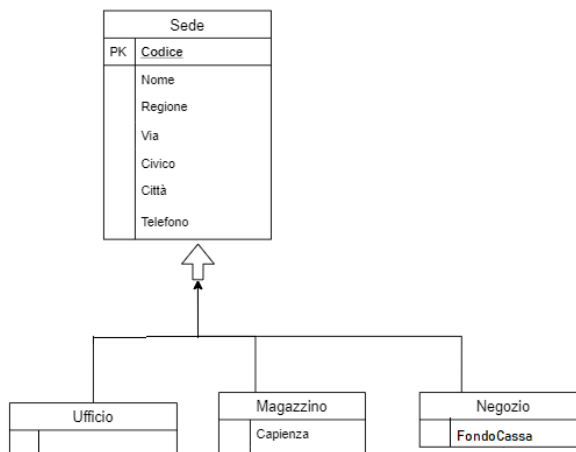 Sede
PK Codice
Nome
Regione
Via
Civico
Città
Telefono
Ufficio
Magazzino
Capienza
Negozio
FondoCassa